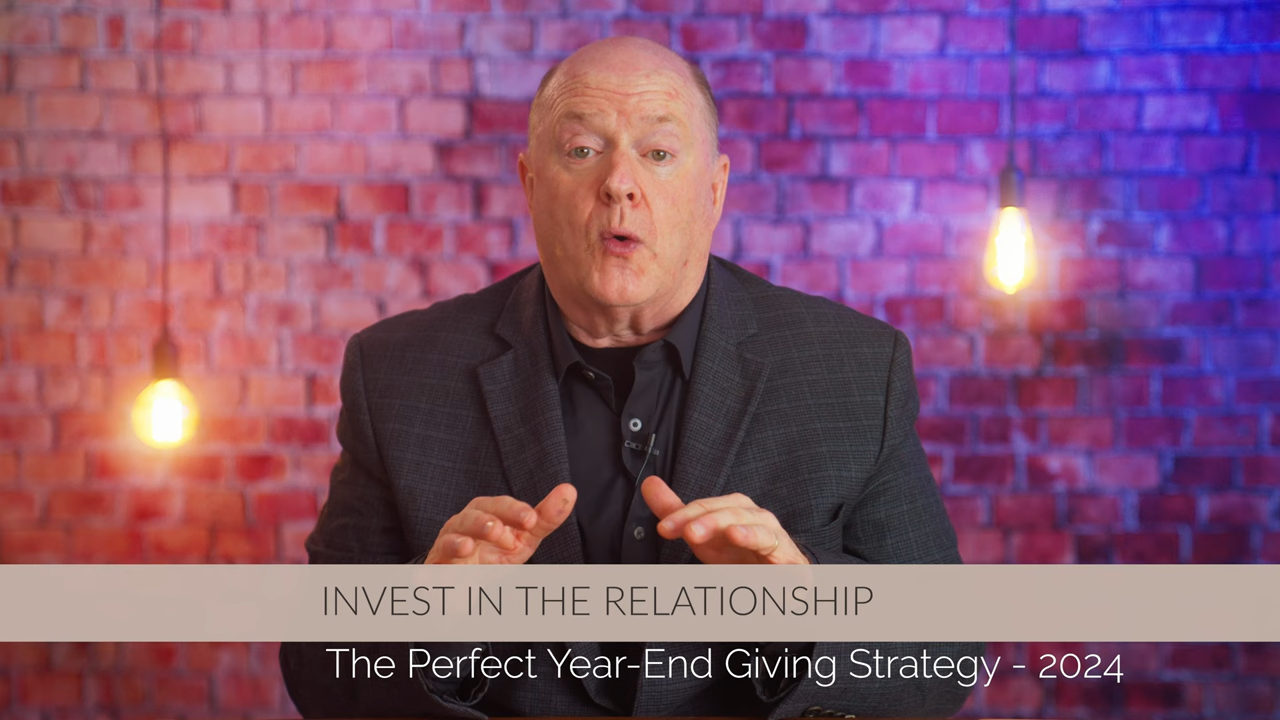 INVEST IN THE RELATIONSHIP
The Perfect Year-End Giving Strategy - 2024